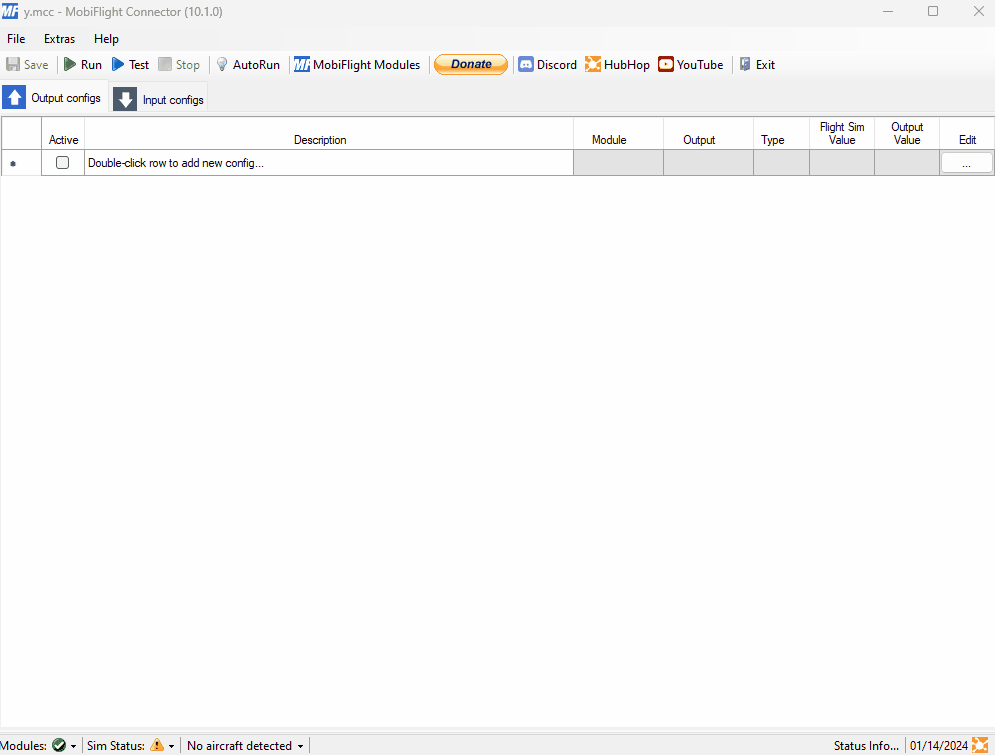 MF y.mcc - MobiFlight Connector (10.1.0)
File Extras Help
Save Run Test Stop AutoRun MF MobiFlight Modules Donate Discord HubHop YouTube Exit
Output configs Input configs
Active Description Module Output Type Flight Sim Value Output Value Edit
Double-click row to add new config... ...
Modules: Sim Status: No aircraft detected Status Info... 01/14/2024